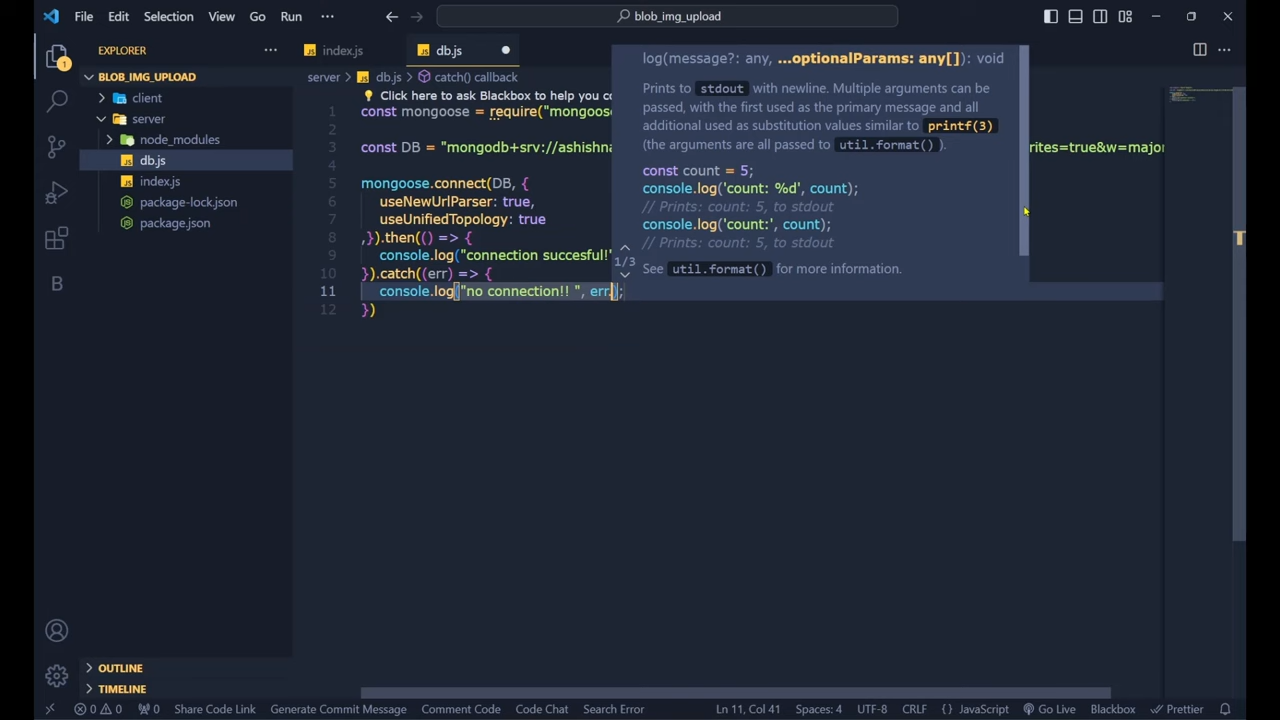 File Edit Selection View Go Run ··· blob_img_upload
EXPLORER ··· index.js db.js
BLOB_IMG_UPLOAD
client
server
node_modules
db.js
index.js
package-lock.json
package.json
B
OUTLINE
TIMELINE
server > db.js > catch() callback
Click here to ask Blackbox to help you co
1 const mongoose = require("mongoose
2
3 const DB = "mongodb+srv://ashishna rites=true&w=major
4
5 mongoose.connect(DB, {
6 useNewUrlParser: true,
7 useUnifiedTopology: true
8 ,}).then(() => {
9 console.log("connection succesful!"
10 }).catch((err) => {
11 console.log("no connection!! ", err.);
12 })
log(message?: any, ...optionalParams: any[]): void
Prints to stdout with newline. Multiple arguments can be
passed, with the first used as the primary message and all
additional used as substitution values similar to printf(3)
(the arguments are all passed to util.format() ).
const count = 5;
console.log('count: %d', count);
// Prints: count: 5, to stdout
console.log('count:', count);
// Prints: count: 5, to stdout
1/3
See util.format() for more information.
1
0 0 0 Share Code Link Generate Commit Message Comment Code Code Chat Search Error Ln 11, Col 41 Spaces: 4 UTF-8 CRLF {} JavaScript Go Live Blackbox Prettier